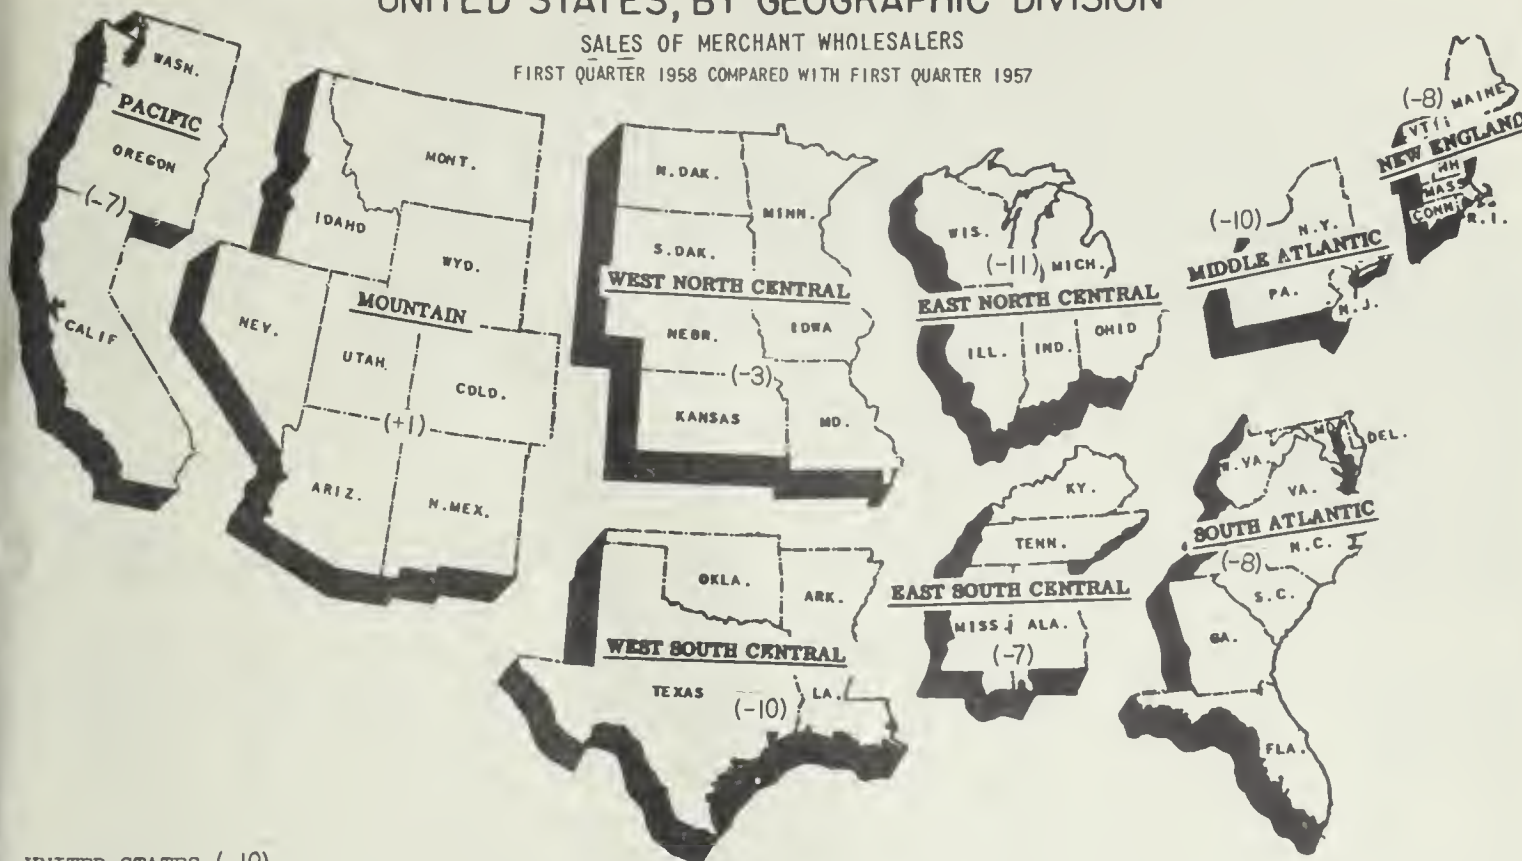 UNITED STATES, BY GEOGRAPHIC DIVISION
SALES OF MERCHANT WHOLESALERS
FIRST QUARTER 1958 COMPARED WITH FIRST QUARTER 1957
WASH.
PACIFIC
OREGON
(-7)
CALIF
MONT.
IDAHO
WYO.
MOUNTAIN
NEV.
UTAH
COLO.
(+1)
ARIZ.
N.MEX.
N.DAK.
MINN.
S.DAK.
WEST NORTH CENTRAL
NEBR.
IOWA
(-3)
KANSAS
MO.
WIS.
(-11)
MICH.
EAST NORTH CENTRAL
ILL.
IND.
OHIO
(-8)
MAINE
VT
NEW ENGLAND
NH
MASS
CONN
R.I.
(-10)
N.Y.
MIDDLE ATLANTIC
PA.
N.J.
OKLA.
ARK.
WEST SOUTH CENTRAL
TEXAS
LA.
(-10)
KY.
TENN.
EAST SOUTH CENTRAL
MISS.
ALA.
(-7)
MD
DEL.
W.VA.
VA.
SOUTH ATLANTIC
N.C.
(-8)
S.C.
GA.
FLA.
UNITED STATES (-10)